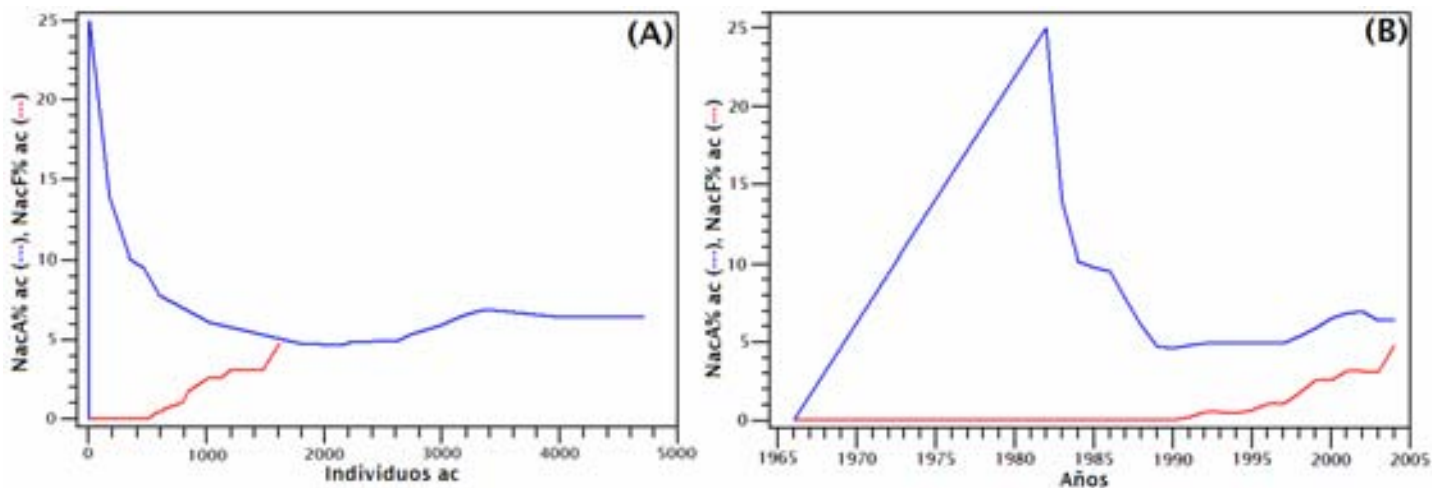 (A)
NacA% ac (---), NacF% ac (---)
25
20
15
10
5
0
0 1000 2000 3000 4000 5000
Individuos ac
(B)
NacA% ac (---), NacF% ac (---)
25
20
15
10
5
0
1965 1970 1975 1980 1985 1990 1995 2000 2005
Años